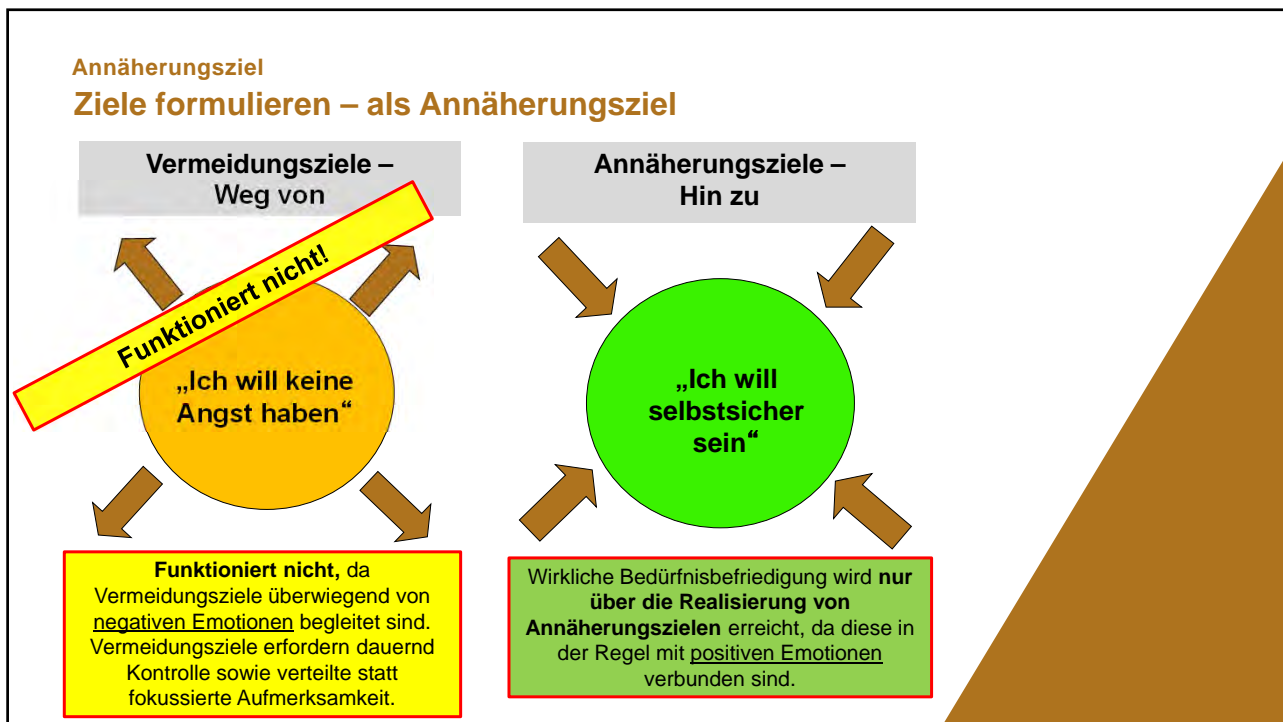 Annäherungsziel
Ziele formulieren – als Annäherungsziel
Vermeidungsziele –
Weg von
Funktioniert nicht!
„Ich will keine
Angst haben“
Funktioniert nicht, da
Vermeidungsziele überwiegend von
negativen Emotionen begleitet sind.
Vermeidungsziele erfordern dauernd
Kontrolle sowie verteilte statt
fokussierte Aufmerksamkeit.
Annäherungsziele –
Hin zu
„Ich will
selbstsicher
sein“
Wirkliche Bedürfnisbefriedigung wird nur
über die Realisierung von
Annäherungszielen erreicht, da diese in
der Regel mit positiven Emotionen
verbunden sind.